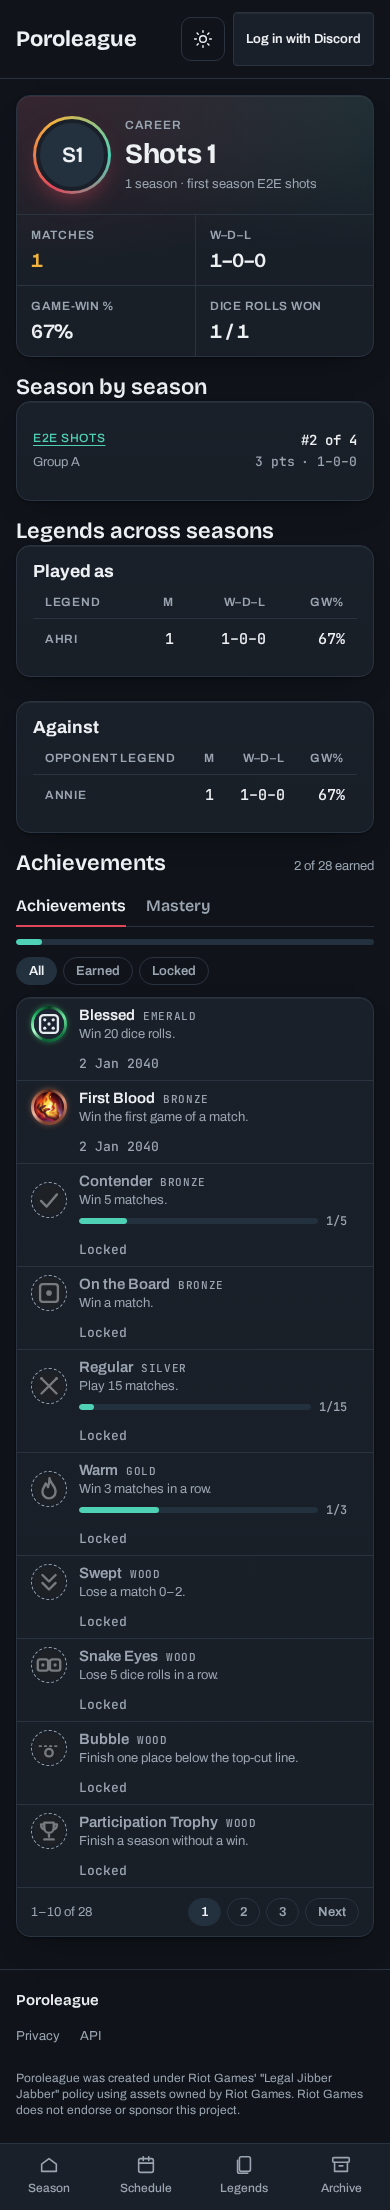 Poroleague
Log in with Discord
S1
CAREER
Shots 1
1 season · first season E2E shots
MATCHES
1
W–D–L
1–0–0
GAME-WIN %
67%
DICE ROLLS WON
1 / 1
Season by season
E2E SHOTS
#2 of 4
Group A
3 pts · 1-0-0
Legends across seasons
Played as
LEGEND M W–D–L GW%
AHRI 1 1-0-0 67%
Against
OPPONENT LEGEND M W–D–L GW%
ANNIE 1 1-0-0 67%
Achievements
2 of 28 earned
Achievements Mastery
All Earned Locked
Blessed EMERALD
Win 20 dice rolls.
2 Jan 2040
First Blood BRONZE
Win the first game of a match.
2 Jan 2040
Contender BRONZE
Win 5 matches.
1/5
Locked
On the Board BRONZE
Win a match.
Locked
Regular SILVER
Play 15 matches.
1/15
Locked
Warm GOLD
Win 3 matches in a row.
1/3
Locked
Swept WOOD
Lose a match 0–2.
Locked
Snake Eyes WOOD
Lose 5 dice rolls in a row.
Locked
Bubble WOOD
Finish one place below the top-cut line.
Locked
Participation Trophy WOOD
Finish a season without a win.
Locked
1–10 of 28
1 2 3 Next
Poroleague
Privacy API
Poroleague was created under Riot Games' "Legal Jibber
Jabber" policy using assets owned by Riot Games. Riot Games
does not endorse or sponsor this project.
Season Schedule Legends Archive